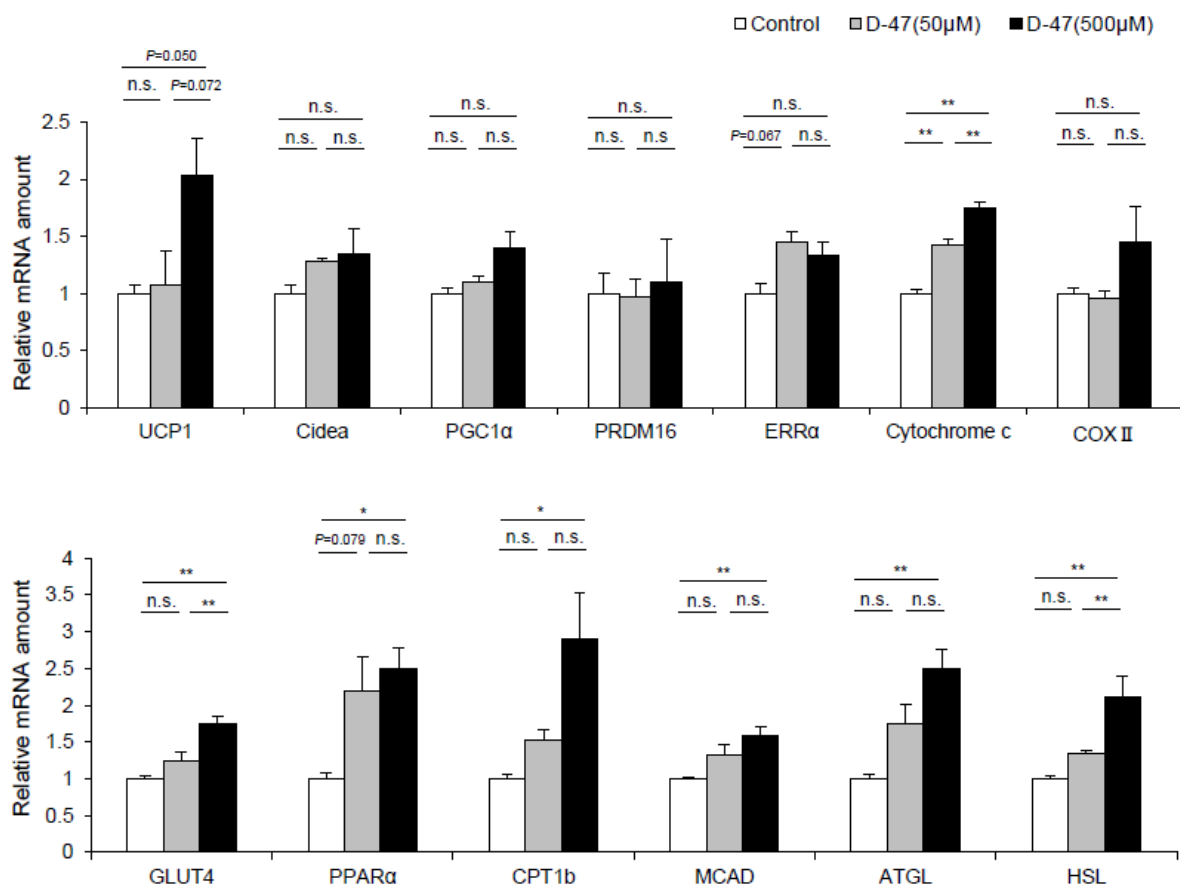 Control D-47(50μM) D-47(500μM)
P=0.050
n.s. P=0.072
n.s. n.s. n.s. n.s. ** n.s.
n.s. n.s. n.s. n.s. n.s. n.s P=0.067 n.s. ** ** n.s. n.s.
Relative mRNA amount
2.5
2
1.5
1
0.5
0
UCP1 Cidea PGC1α PRDM16 ERRα Cytochrome c COX Ⅱ
* *
P=0.079 n.s. n.s. n.s.
** ** ** **
n.s. ** n.s. n.s. n.s. n.s. n.s. **
Relative mRNA amount
4
3.5
3
2.5
2
1.5
1
0.5
0
GLUT4 PPARα CPT1b MCAD ATGL HSL